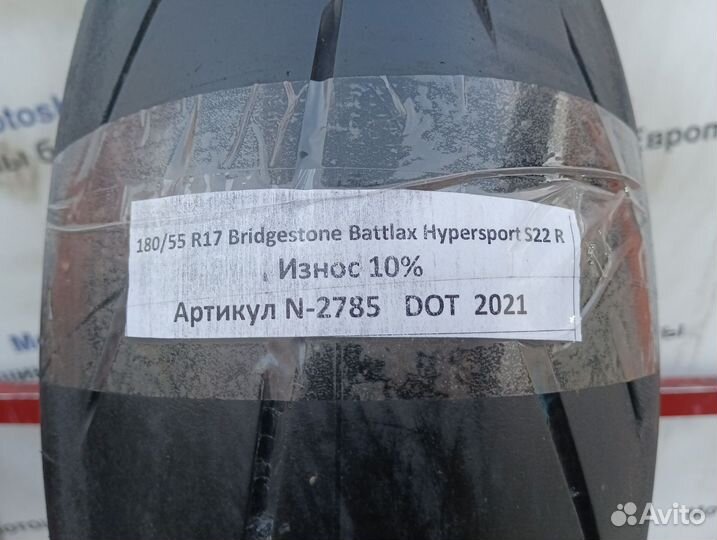 180/55 R17 Bridgestone Battlax Hypersport S22 R
Износ 10%
Артикул N-2785 DOT 2021
Avito